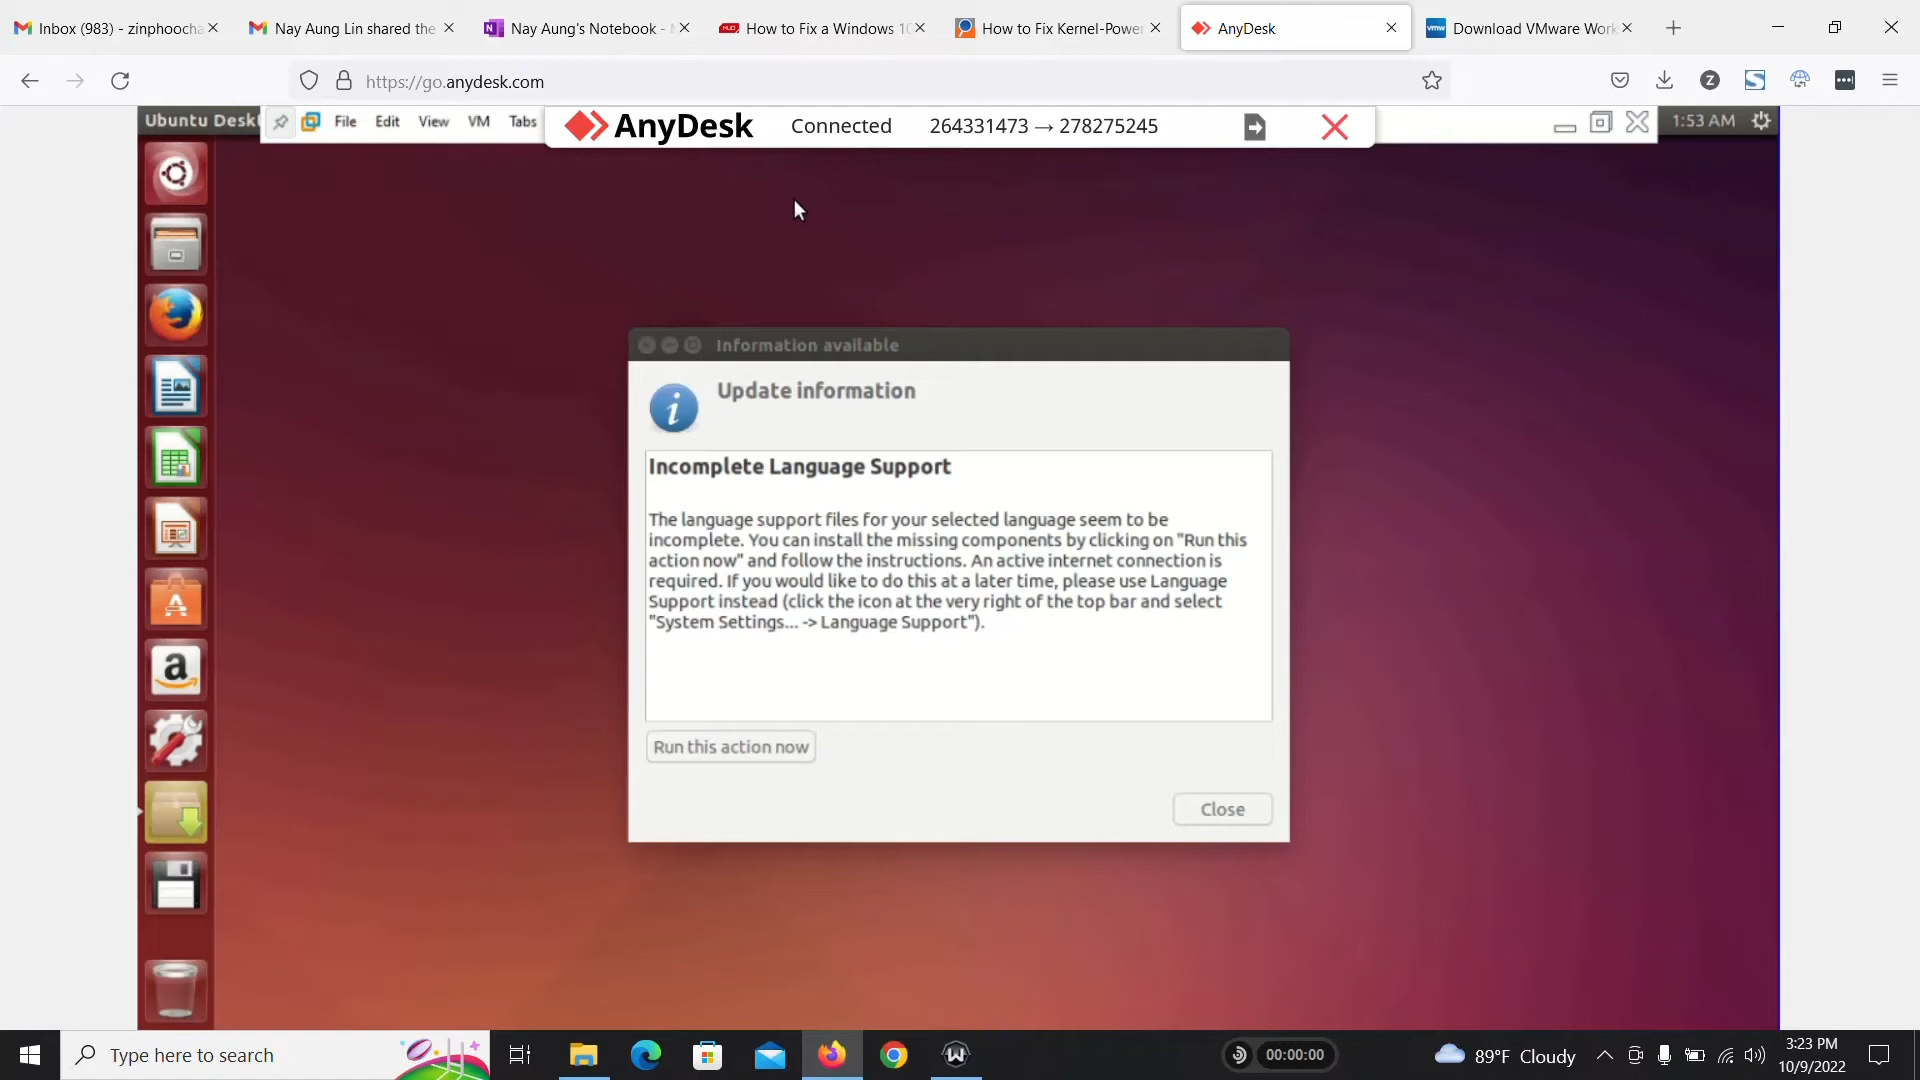 Inbox (983) - zinphoocha
Nay Aung Lin shared the
Nay Aung's Notebook -
How to Fix a Windows 10
How to Fix Kernel-Power
AnyDesk
Download VMware Work
https://go.anydesk.com
Ubuntu Desk
File Edit View VM Tabs
AnyDesk Connected 264331473 → 278275245
1:53 AM
Information available
Update information
Incomplete Language Support
The language support files for your selected language seem to be
incomplete. You can install the missing components by clicking on "Run this
action now" and follow the instructions. An active internet connection is
required. If you would like to do this at a later time, please use Language
Support instead (click the icon at the very right of the top bar and select
"System Settings... -> Language Support").
Run this action now
Close
Type here to search
00:00:00
89°F Cloudy
3:23 PM
10/9/2022